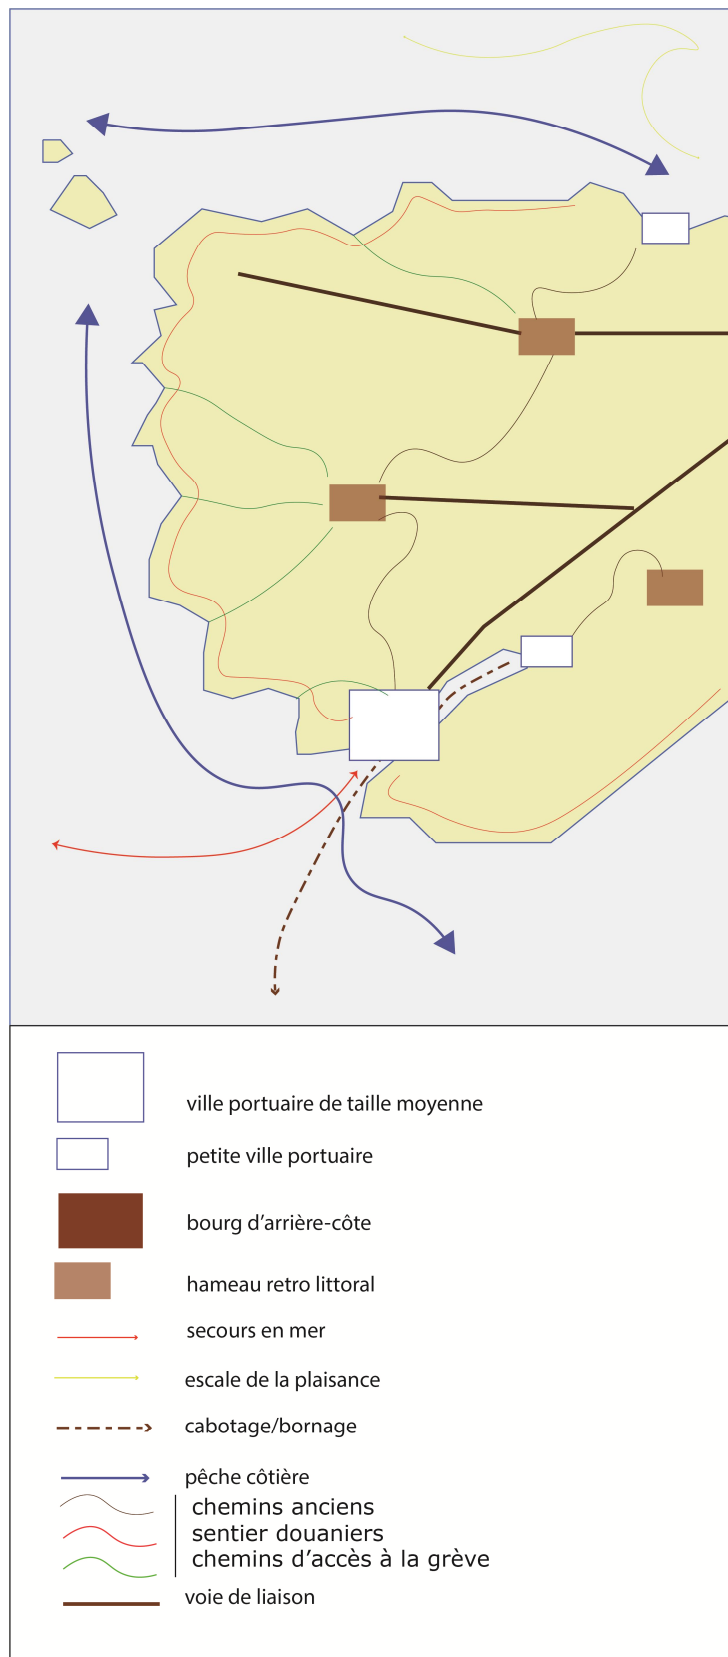 ville portuaire de taille moyenne
petite ville portuaire
bourg d'arrière-côte
hameau retro littoral
secours en mer
escale de la plaisance
cabotage/bornage
pêche côtière
chemins anciens
sentier douaniers
chemins d'accès à la grève
voie de liaison